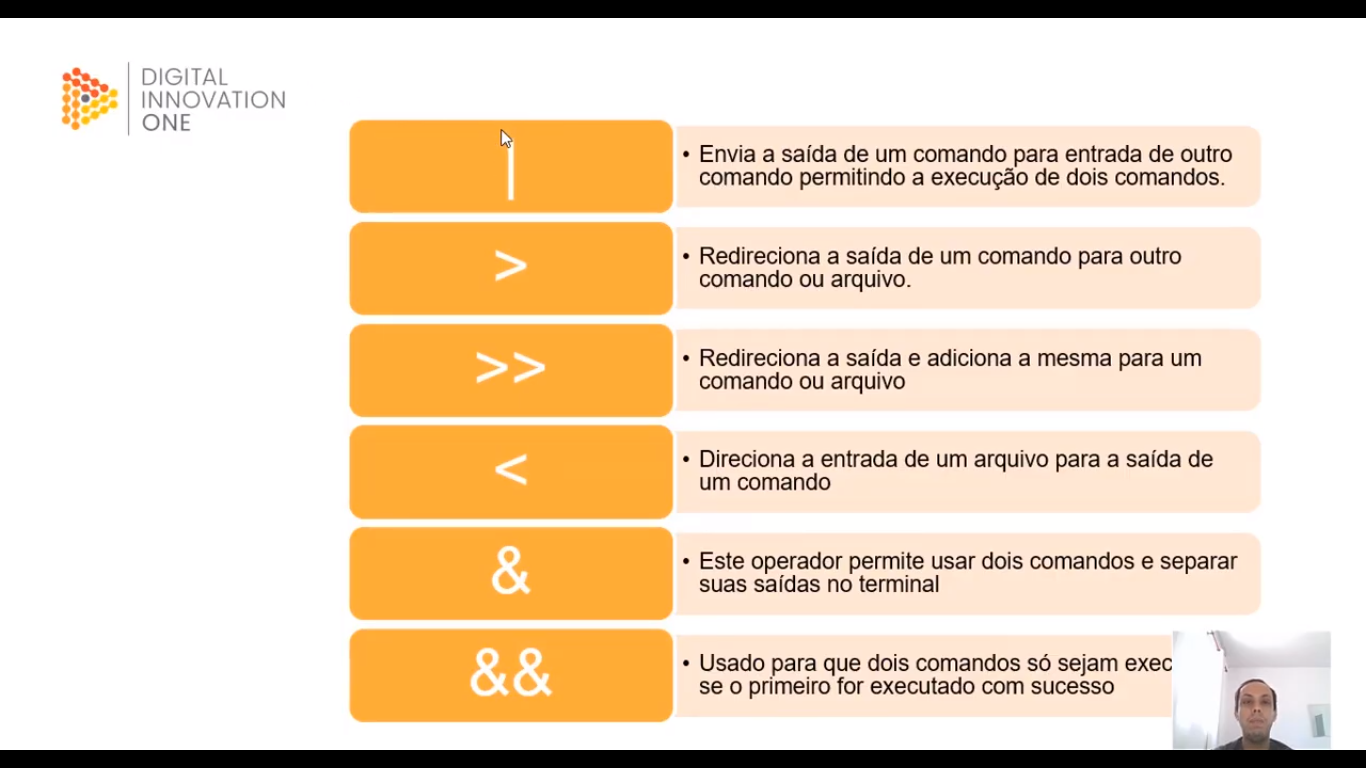 DIGITAL
INNOVATION
ONE
|
• Envia a saída de um comando para entrada de outro
comando permitindo a execução de dois comandos.
>
• Redireciona a saída de um comando para outro
comando ou arquivo.
>>
• Redireciona a saída e adiciona a mesma para um
comando ou arquivo
<
• Direciona a entrada de um arquivo para a saída de
um comando
&
• Este operador permite usar dois comandos e separar
suas saídas no terminal
&&
• Usado para que dois comandos só sejam
se o primeiro for executado com sucesso